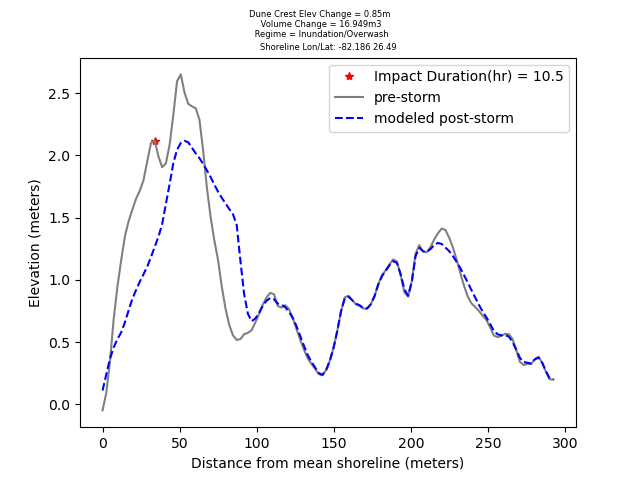 Dune Crest Elev Change = 0.85m
Volume Change = 16.949m3
Regime = Inundation/Overwash
Shoreline Lon/Lat: -82.186 26.49
Impact Duration(hr) = 10.5
pre-storm
modeled post-storm
Elevation (meters)
2.5
2.0
1.5
1.0
0.5
0.0
0 50 100 150 200 250 300
Distance from mean shoreline (meters)